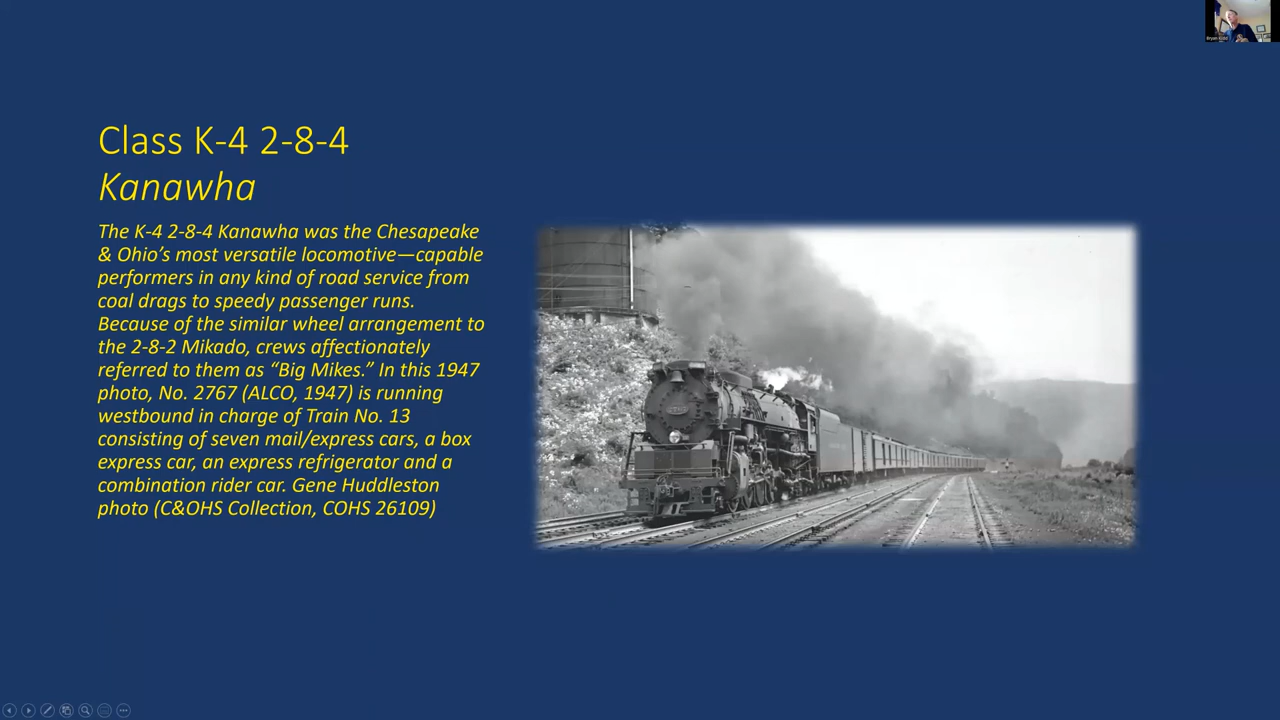 Class K-4 2-8-4
Kanawha
The K-4 2-8-4 Kanawha was the Chesapeake
& Ohio’s most versatile locomotive—capable
performers in any kind of road service from
coal drags to speedy passenger runs.
Because of the similar wheel arrangement to
the 2-8-2 Mikado, crews affectionately
referred to them as “Big Mikes.” In this 1947
photo, No. 2767 (ALCO, 1947) is running
westbound in charge of Train No. 13
consisting of seven mail/express cars, a box
express car, an express refrigerator and a
combination rider car. Gene Huddleston
photo (C&OHS Collection, COHS 26109)